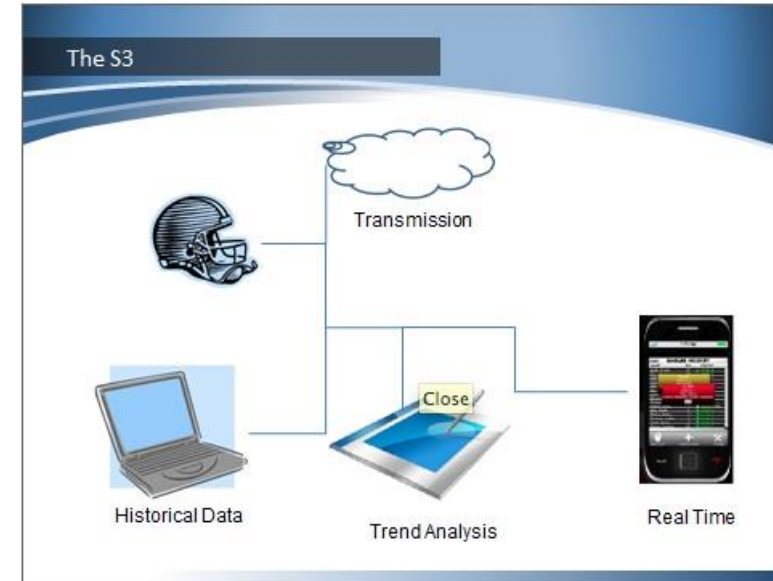 The S3
Transmission
Close
Historical Data
Trend Analysis
Real Time